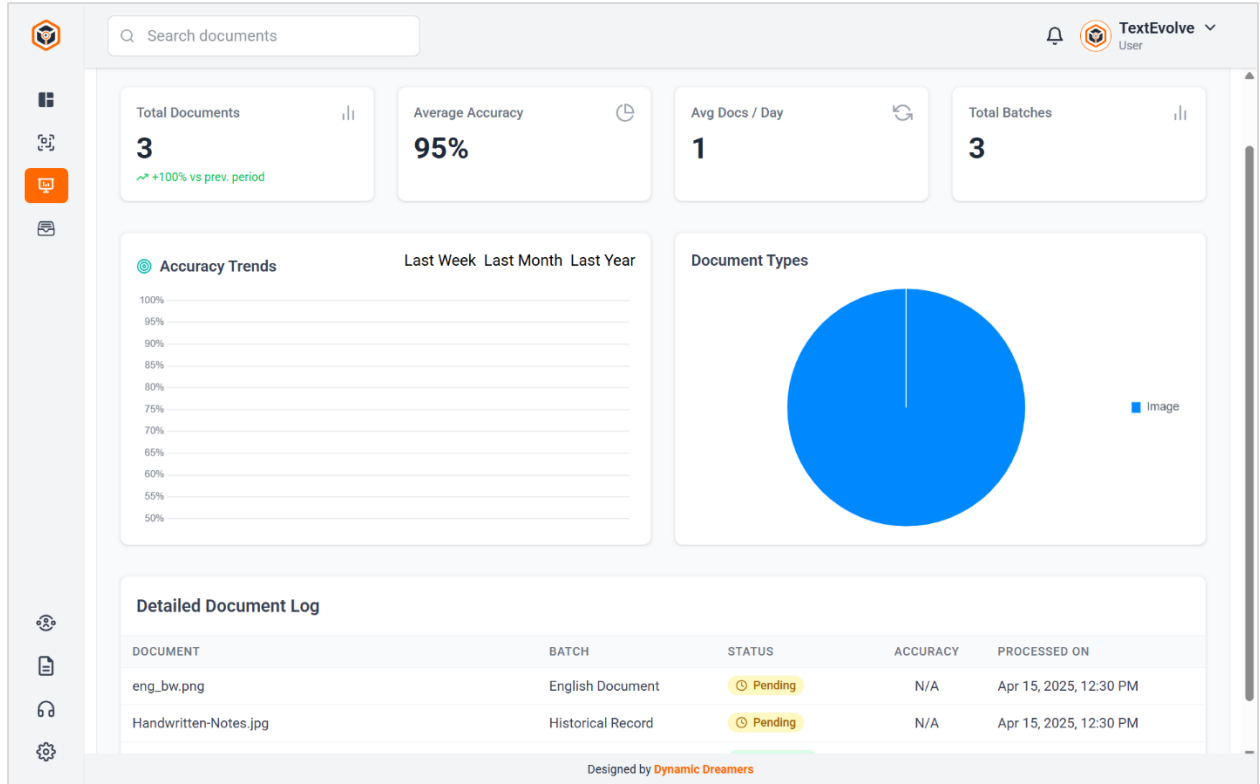 Search documents
TextEvolve
User
Total Documents
3
+100% vs prev. period
Average Accuracy
95%
Avg Docs / Day
1
Total Batches
3
Accuracy Trends
Last Week Last Month Last Year
100%
95%
90%
85%
80%
75%
70%
65%
60%
55%
50%
Document Types
Image
Detailed Document Log
DOCUMENT BATCH STATUS ACCURACY PROCESSED ON
eng_bw.png English Document Pending N/A Apr 15, 2025, 12:30 PM
Handwritten-Notes.jpg Historical Record Pending N/A Apr 15, 2025, 12:30 PM
Designed by Dynamic Dreamers